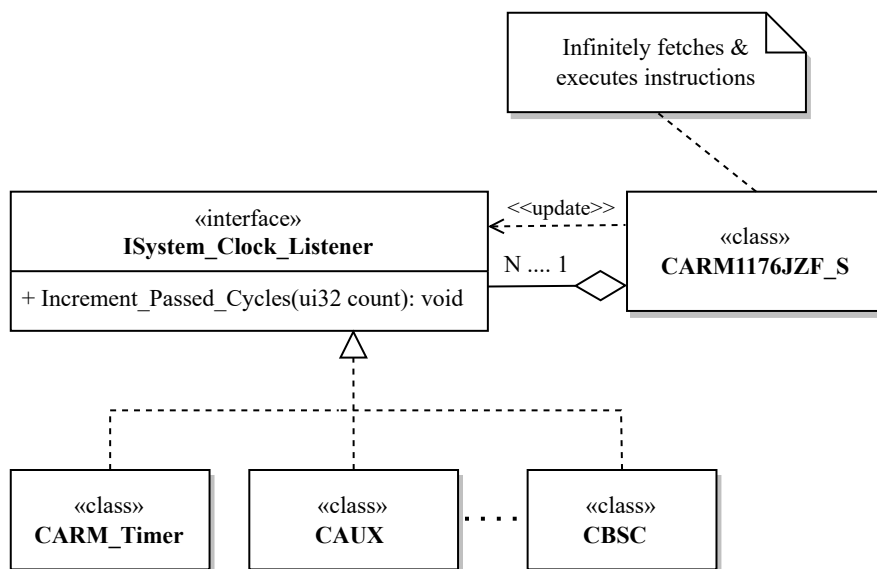 Infinitely fetches &
executes instructions
«interface»
ISystem_Clock_Listener
+ Increment_Passed_Cycles(ui32 count): void
<<update>>
N .... 1
«class»
CARM1176JZF_S
«class»
CARM_Timer
«class»
CAUX
«class»
CBSC